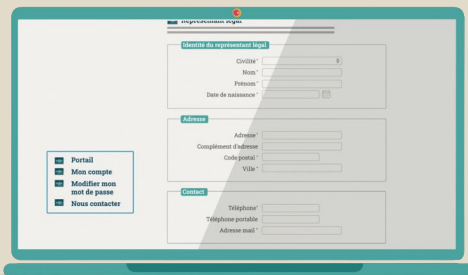 Représentant légal
Identité du représentant légal
Civilité*
Nom*
Prénom*
Date de naissance*
Adresse
Adresse*
Complément d'adresse
Code postal*
Ville*
Portail
Mon compte
Modifier mon
mot de passe
Nous contacter
Contact
Téléphone*
Téléphone portable
Adresse mail*